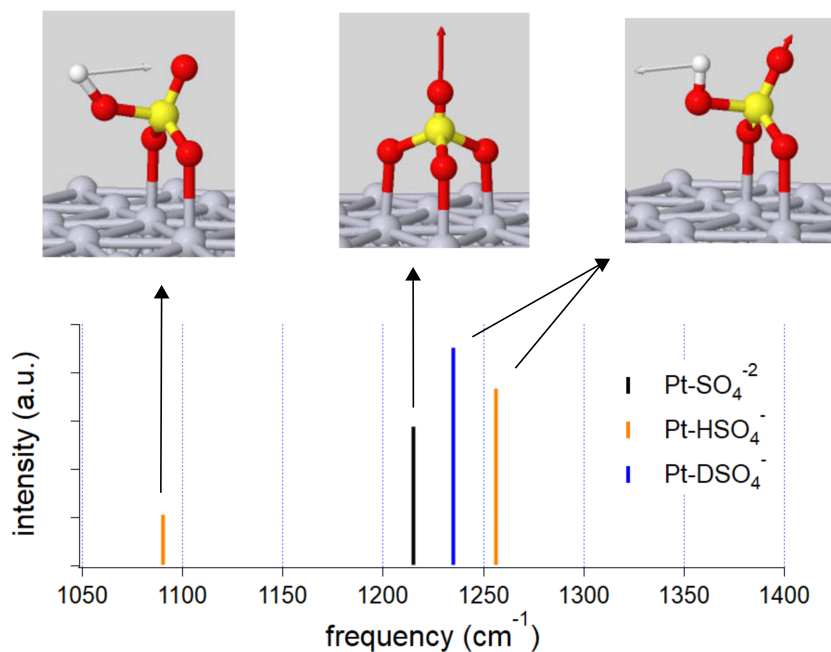 intensity (a.u.)
Pt-SO₄⁻²
Pt-HSO₄⁻
Pt-DSO₄⁻
1050 1100 1150 1200 1250 1300 1350 1400
frequency (cm⁻¹)